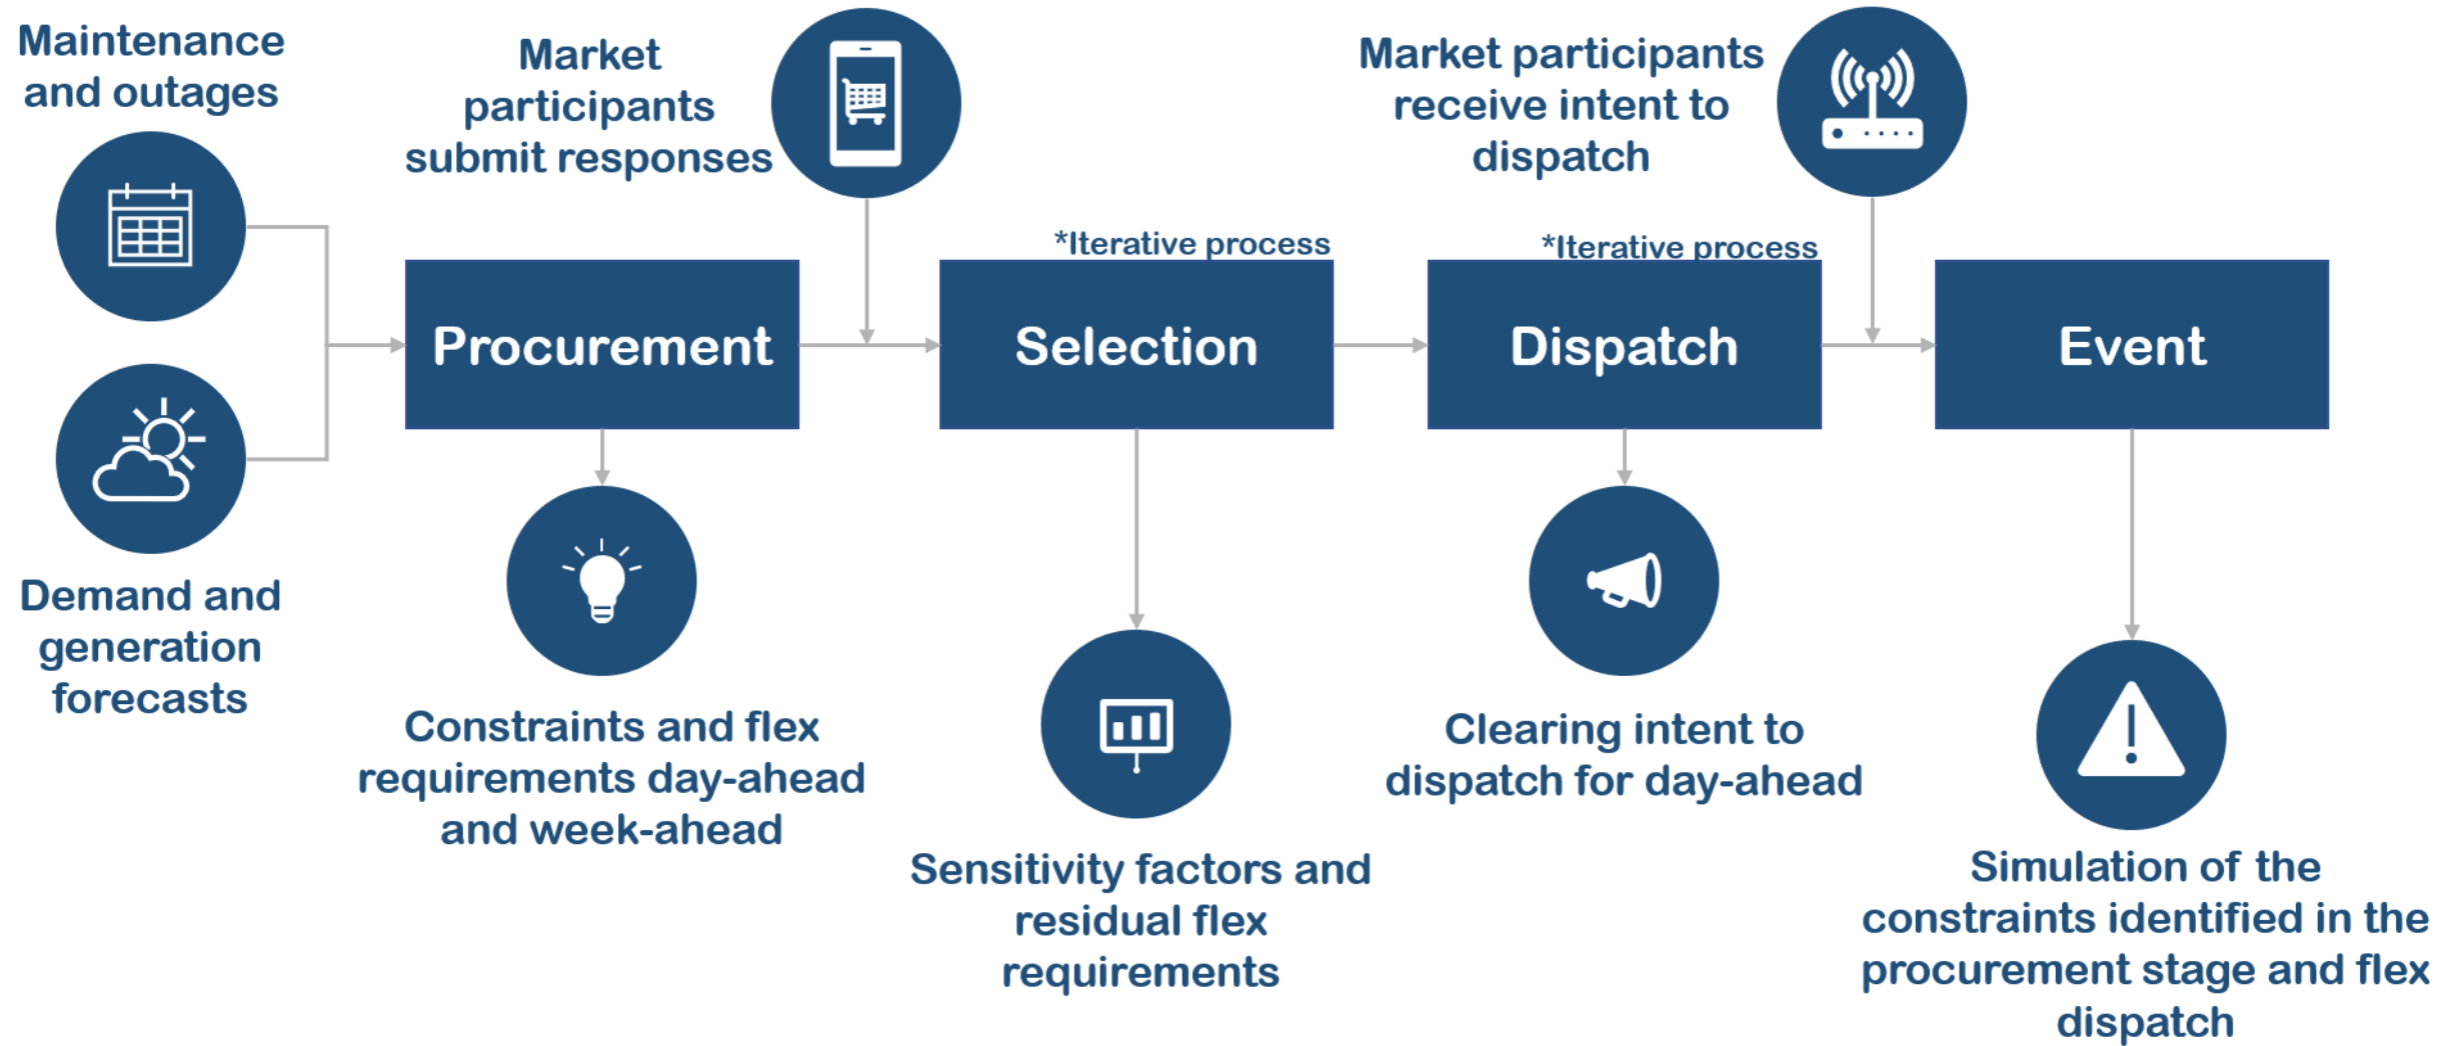 Maintenance
and outages
Market
participants
submit responses
Market participants
receive intent to
dispatch
*Iterative process
*Iterative process
Procurement
Selection
Dispatch
Event
Demand and
generation
forecasts
Constraints and flex
requirements day-ahead
and week-ahead
Sensitivity factors and
residual flex
requirements
Clearing intent to
dispatch for day-ahead
Simulation of the
constraints identified in the
procurement stage and flex
dispatch